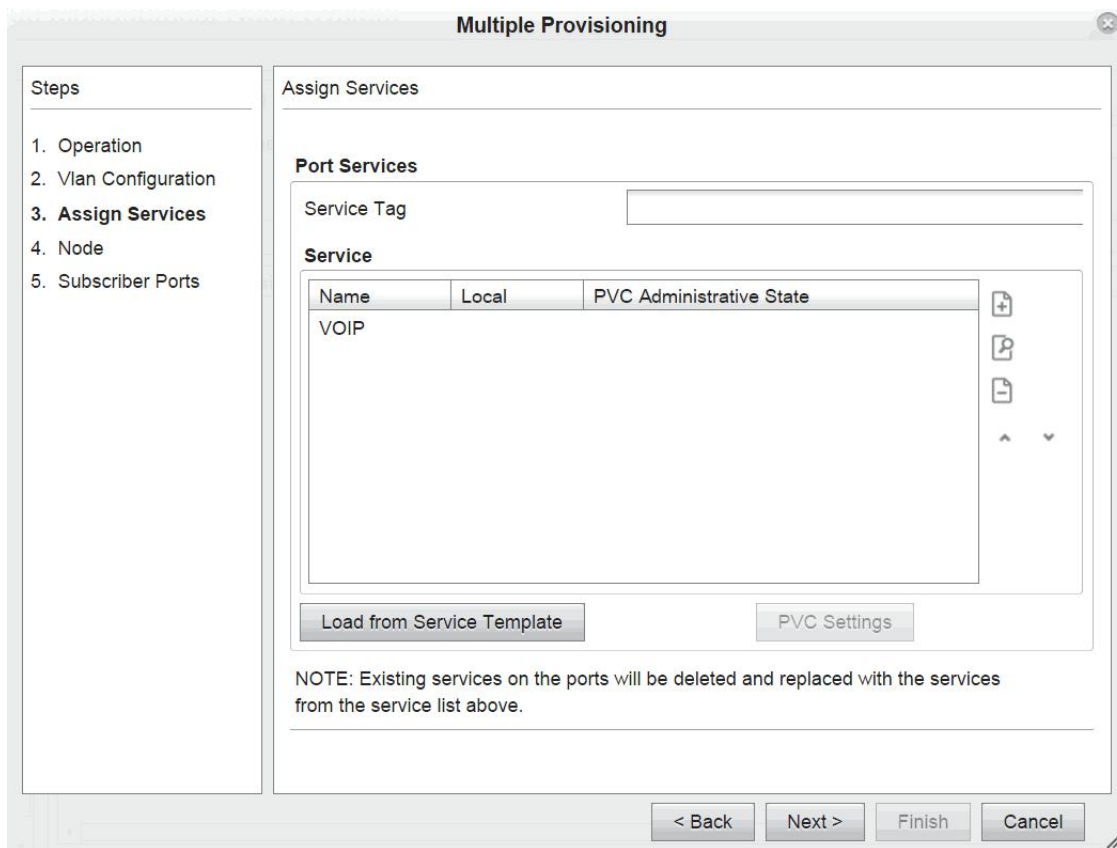 Multiple Provisioning
Steps
1. Operation
2. Vlan Configuration
3. Assign Services
4. Node
5. Subscriber Ports
Assign Services
Port Services
Service Tag
Service
Name Local PVC Administrative State
VOIP
Load from Service Template PVC Settings
NOTE: Existing services on the ports will be deleted and replaced with the services
from the service list above.
< Back Next > Finish Cancel